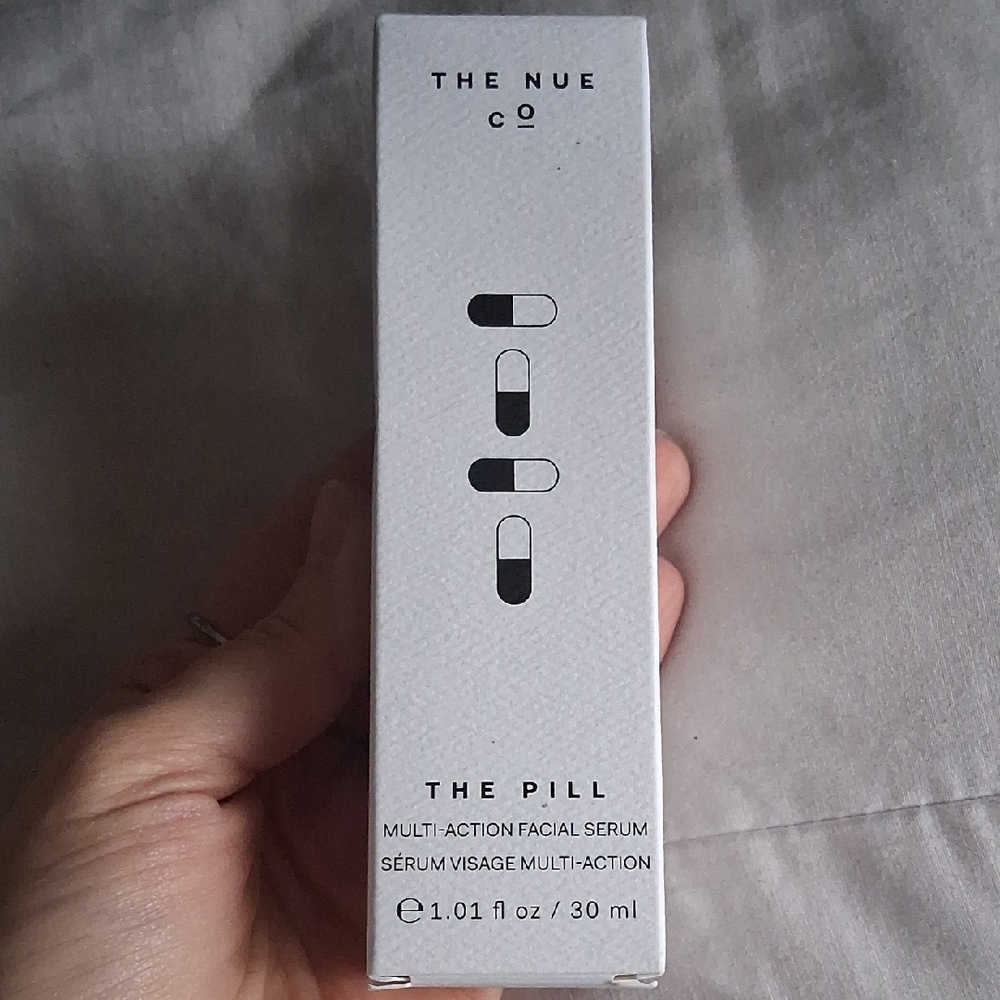 THE NUE
CO
THE PILL
MULTI-ACTION FACIAL SERUM
SÉRUM VISAGE MULTI-ACTION
℮ 1.01 fl oz / 30 ml